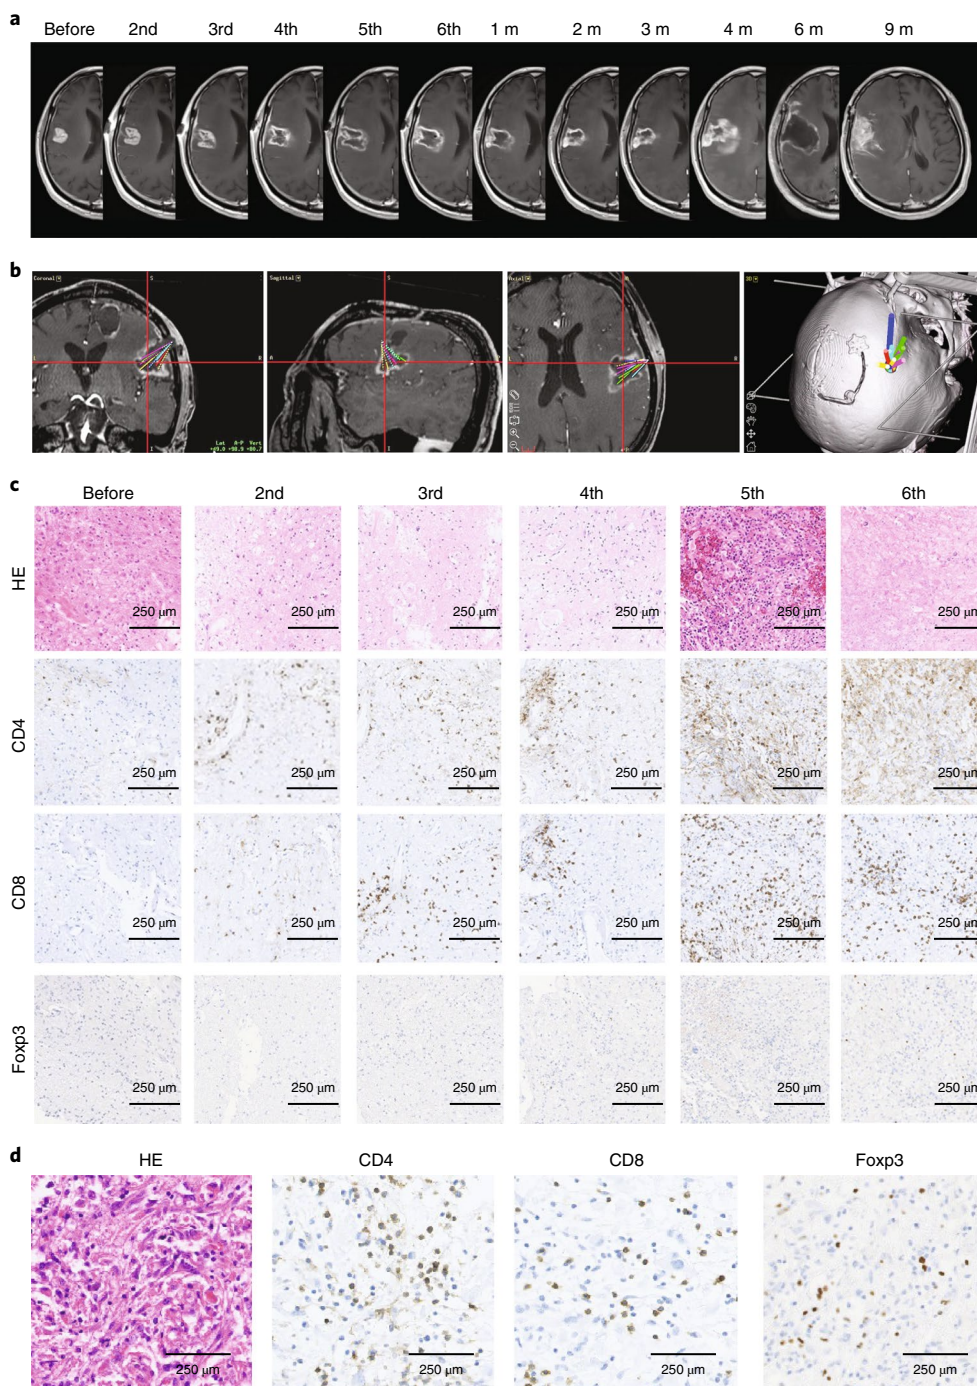 a
Before 2nd 3rd 4th 5th 6th 1 m 2 m 3 m 4 m 6 m 9 m
b
Coronal S Sagittal S Axial 3D
L R A L R
Lat A-P Vert
I I
c
Before 2nd 3rd 4th 5th 6th
HE
250 μm 250 μm 250 μm 250 μm 250 μm 250 μm
CD4
250 μm 250 μm 250 μm 250 μm 250 μm 250 μm
CD8
250 μm 250 μm 250 μm 250 μm 250 μm 250 μm
Foxp3
250 μm 250 μm 250 μm 250 μm 250 μm 250 μm
d
HE CD4 CD8 Foxp3
250 μm 250 μm 250 μm 250 μm